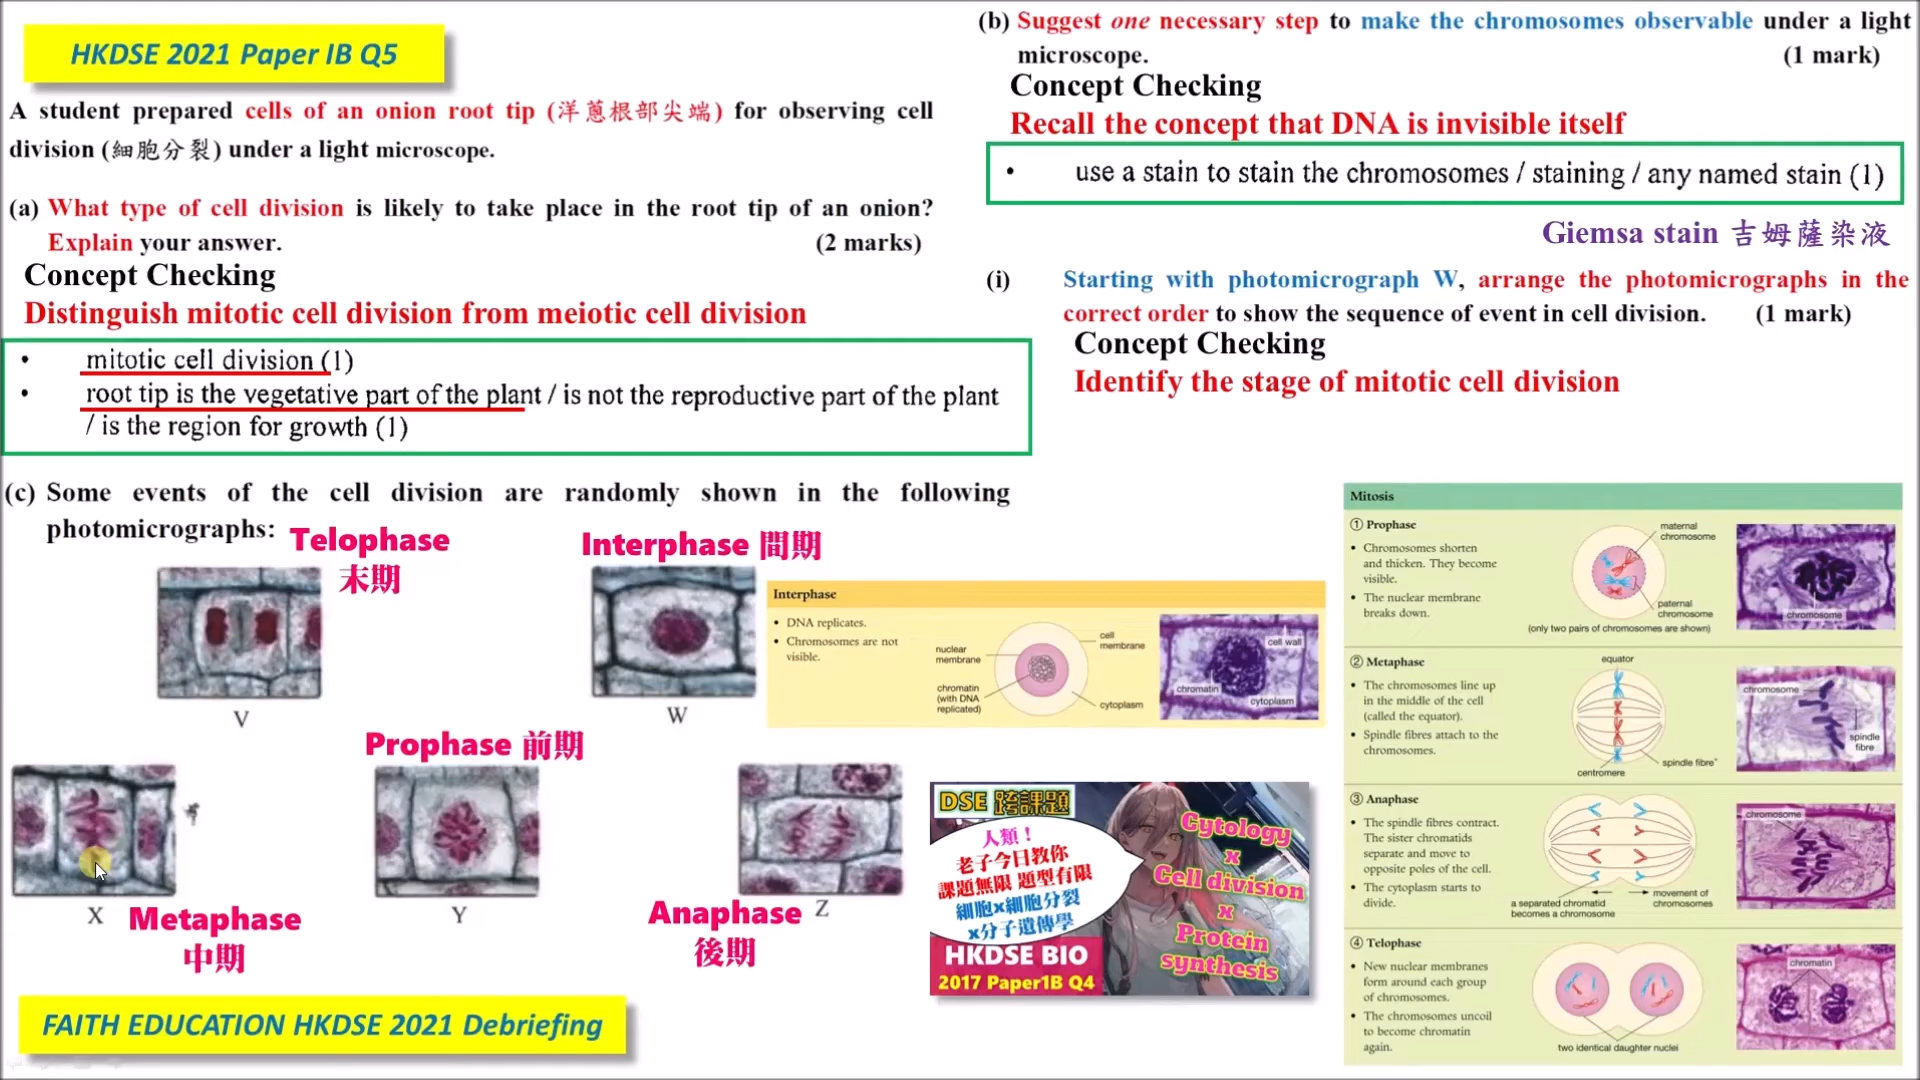 HKDSE 2021 Paper IB Q5
A student prepared cells of an onion root tip (洋蔥根部尖端) for observing cell
division (細胞分裂) under a light microscope.
(a) What type of cell division is likely to take place in the root tip of an onion?
Explain your answer. (2 marks)
Concept Checking
Distinguish mitotic cell division from meiotic cell division
• mitotic cell division (1)
• root tip is the vegetative part of the plant / is not the reproductive part of the plant
/ is the region for growth (1)
(b) Suggest one necessary step to make the chromosomes observable under a light
microscope. (1 mark)
Concept Checking
Recall the concept that DNA is invisible itself
• use a stain to stain the chromosomes / staining / any named stain (1)
Giemsa stain 吉姆薩染液
(i) Starting with photomicrograph W, arrange the photomicrographs in the
correct order to show the sequence of event in cell division. (1 mark)
Concept Checking
Identify the stage of mitotic cell division
(c) Some events of the cell division are randomly shown in the following
photomicrographs:
Telophase
末期
V
Interphase 間期
W
Interphase
• DNA replicates.
• Chromosomes are not
visible.
nuclear
membrane
chromatin
(with DNA
replicated)
cell
membrane
cytoplasm
cell wall
chromatin
cytoplasm
X
Metaphase
中期
Prophase 前期
Y
Z
Anaphase
後期
DSE 跨課題
人類！
老子今日教你
課題無限 題型有限
細胞x細胞分裂
x分子遺傳學
HKDSE BIO
2017 Paper1B Q4
Cytology
x
Cell division
x
Protein
synthesis
Mitosis
① Prophase
• Chromosomes shorten
and thicken. They become
visible.
• The nuclear membrane
breaks down.
maternal
chromosome
paternal
chromosome
(only two pairs of chromosomes are shown)
chromosome
② Metaphase
• The chromosomes line up
in the middle of the cell
(called the equator).
• Spindle fibres attach to the
chromosomes.
equator
spindle fibre*
centromere
chromosome
spindle
fibre
③ Anaphase
• The spindle fibres contract.
The sister chromatids
separate and move to
opposite poles of the cell.
• The cytoplasm starts to
divide.
a separated chromatid
becomes a chromosome
movement of
chromosomes
chromosome
④ Telophase
• New nuclear membranes
form around each group
of chromosomes.
• The chromosomes uncoil
to become chromatin
again.
two identical daughter nuclei
chromatin
FAITH EDUCATION HKDSE 2021 Debriefing